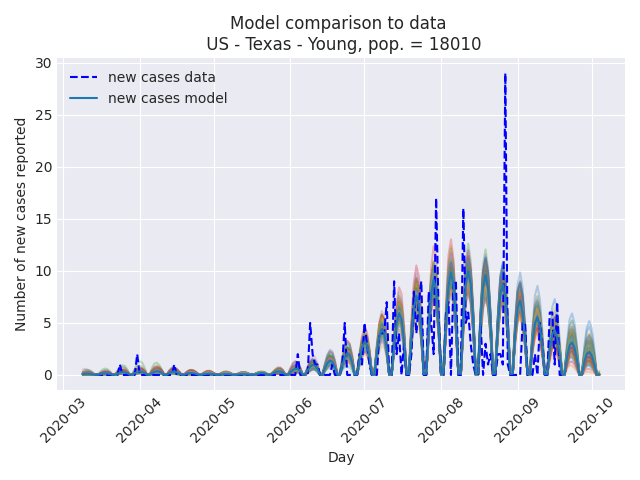 Model comparison to data
US - Texas - Young, pop. = 18010
new cases data
new cases model
Number of new cases reported
30
25
20
15
10
5
0
2020-03
2020-04
2020-05
2020-06
2020-07
2020-08
2020-09
2020-10
Day